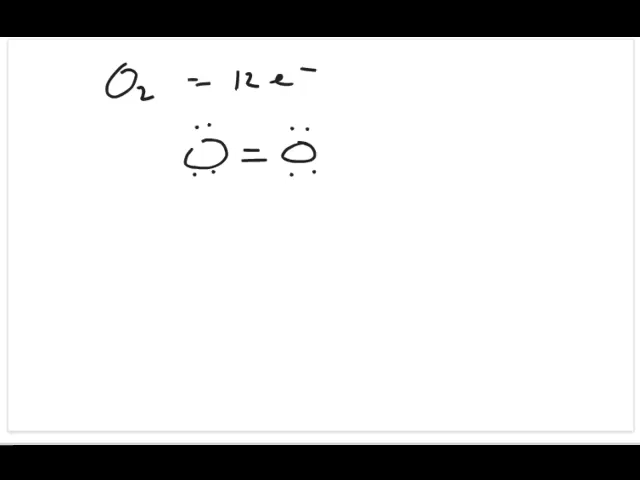 O₂ = 12 e⁻
Ö = Ö